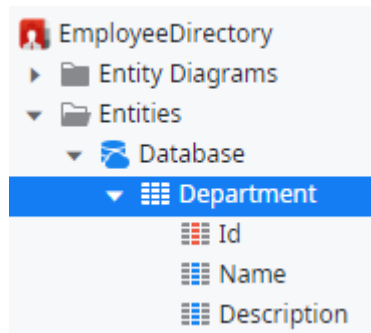 EmployeeDirectory
Entity Diagrams
Entities
Database
Department
Id
Name
Description